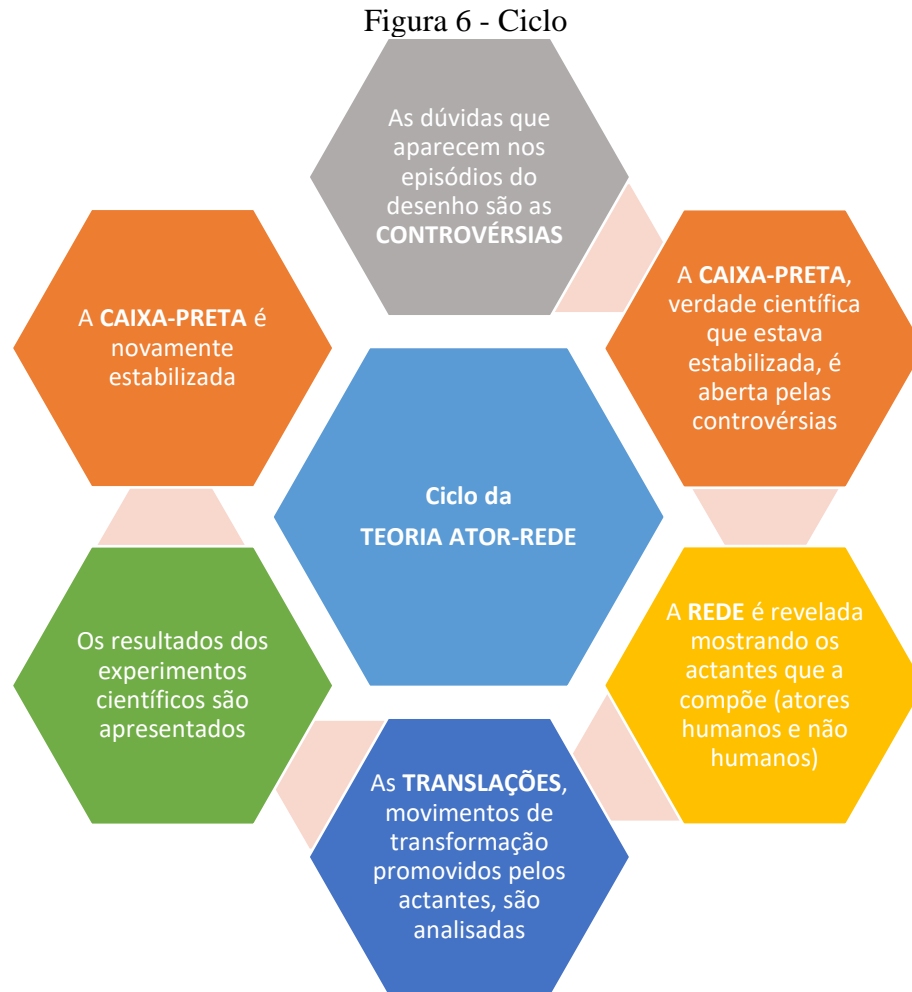 Figura 6 - Ciclo
As dúvidas que
aparecem nos
episódios do
desenho são as
CONTROVÉRSIAS
A CAIXA-PRETA,
verdade científica
que estava
estabilizada, é
aberta pelas
controvérsias
A REDE é revelada
mostrando os
actantes que a
compõe (atores
humanos e não
humanos)
As TRANSLAÇÕES,
movimentos de
transformação
promovidos pelos
actantes, são
analisadas
Os resultados dos
experimentos
científicos são
apresentados
A CAIXA-PRETA é
novamente
estabilizada
Ciclo da
TEORIA ATOR-REDE